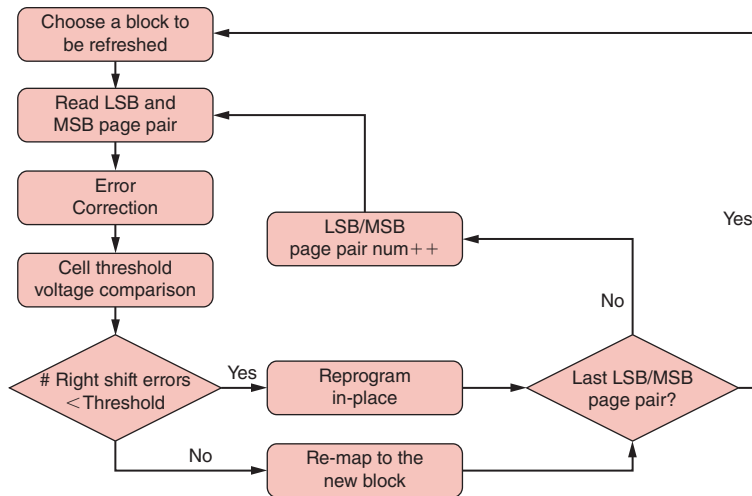 Choose a block to
be refreshed
Read LSB and
MSB page pair
Error
Correction
LSB/MSB
page pair num++
Yes
Cell threshold
voltage comparison
No
# Right shift errors
<Threshold
Yes
Reprogram
in-place
Last LSB/MSB
page pair?
No
Re-map to the
new block